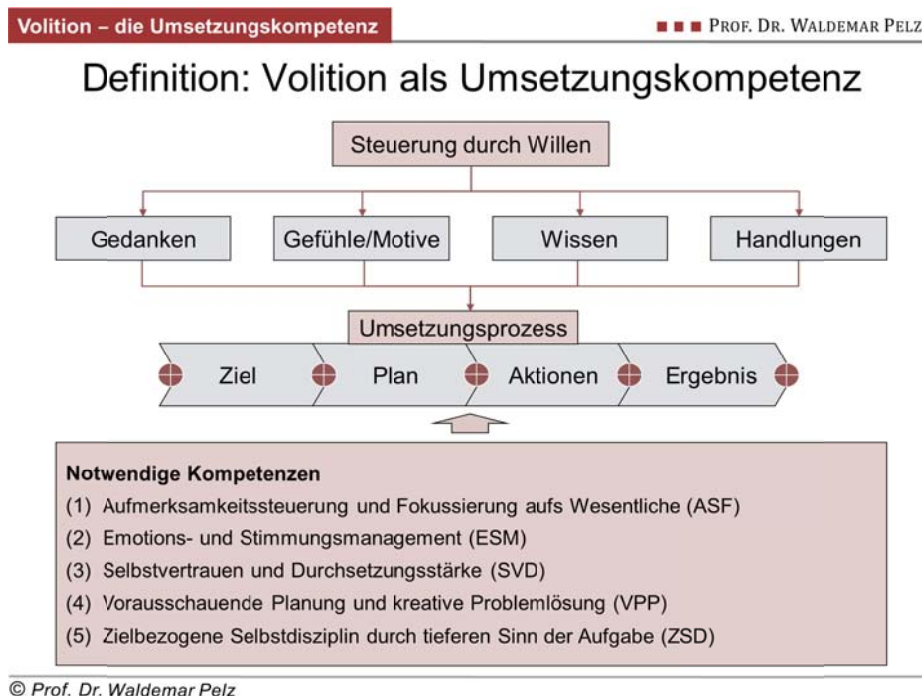 Volition – die Umsetzungskompetenz
PROF. DR. WALDEMAR PELZ
Definition: Volition als Umsetzungskompetenz
Steuerung durch Willen
Gedanken
Gefühle/Motive
Wissen
Handlungen
Umsetzungsprozess
Ziel
Plan
Aktionen
Ergebnis
Notwendige Kompetenzen
(1) Aufmerksamkeitssteuerung und Fokussierung aufs Wesentliche (ASF)
(2) Emotions- und Stimmungsmanagement (ESM)
(3) Selbstvertrauen und Durchsetzungsstärke (SVD)
(4) Vorausschauende Planung und kreative Problemlösung (VPP)
(5) Zielbezogene Selbstdisziplin durch tieferen Sinn der Aufgabe (ZSD)
© Prof. Dr. Waldemar Pelz